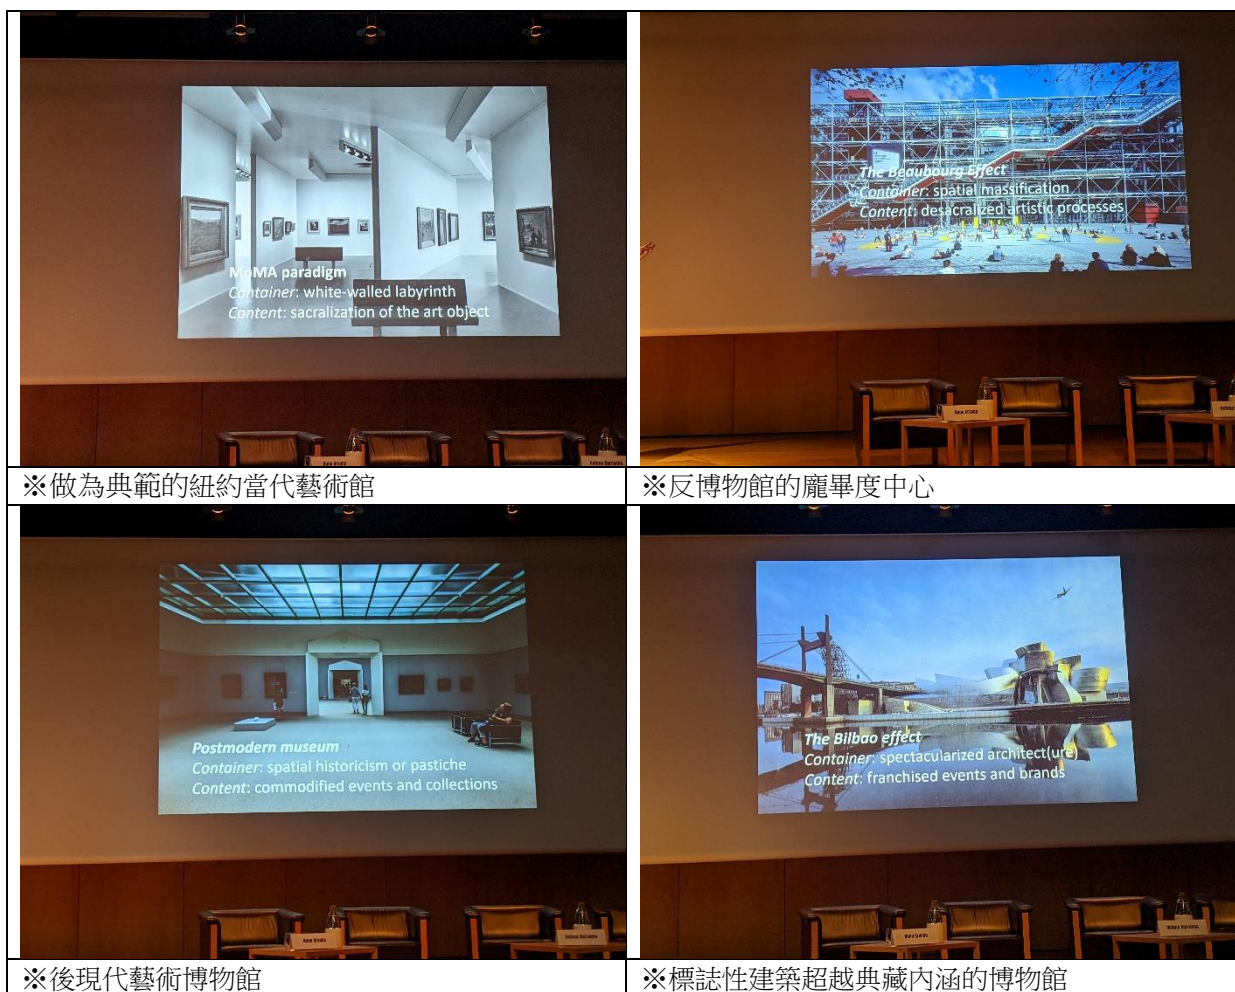 MoMA paradigm
Container: white-walled labyrinth
Content: sacralization of the art object
The Beaubourg Effect
Container: spatial massification
Content: desacralized artistic processes
※做為典範的紐約當代藝術館
※反博物館的龐畢度中心
Postmodern museum
Container: spatial historicism or pastiche
Content: commodified events and collections
The Bilbao effect
Container: spectacularized architect(ure)
Content: franchised events and brands
※後現代藝術博物館
※標誌性建築超越典藏內涵的博物館